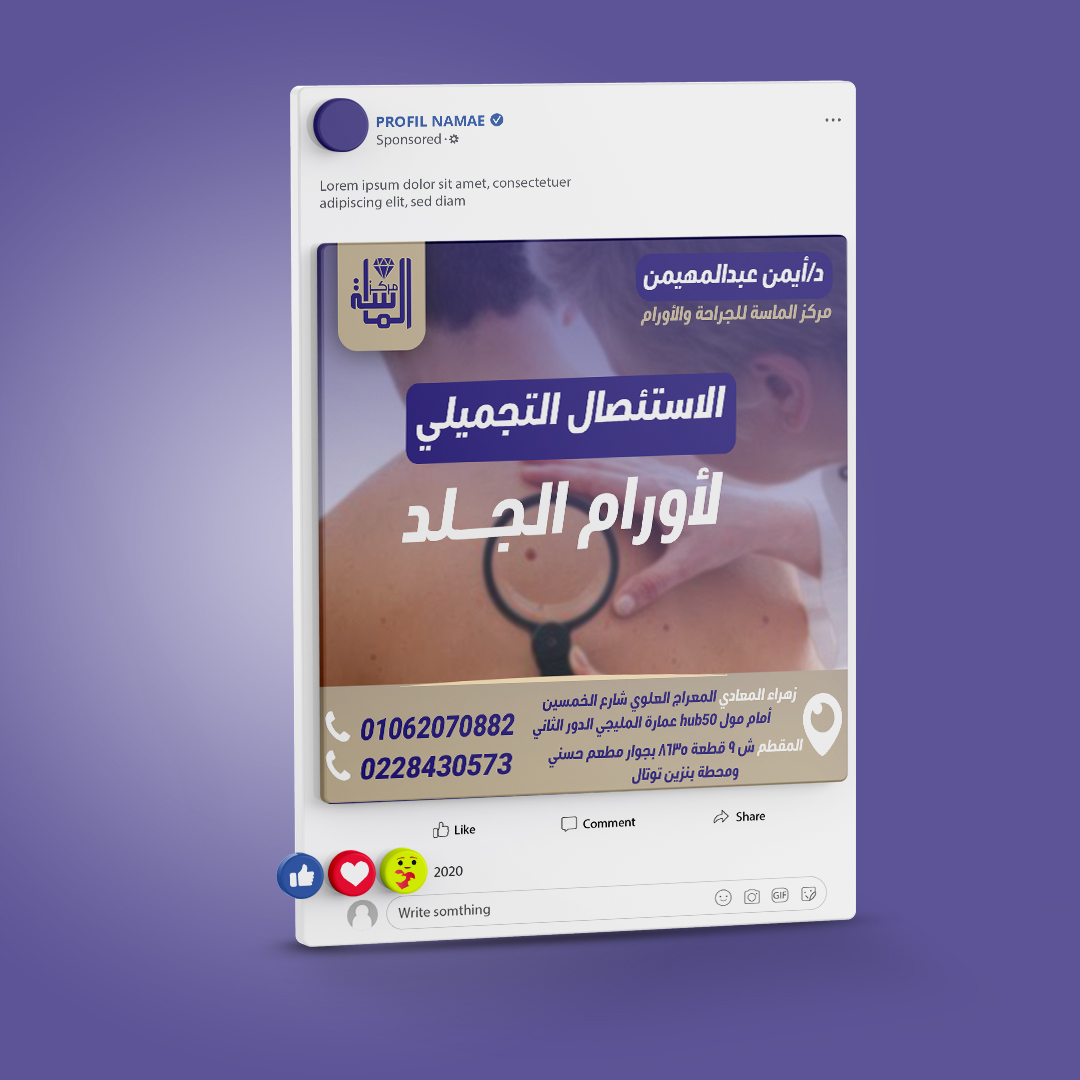 PROFIL NAMAE
Sponsored ·
Lorem ipsum dolor sit amet, consectetuer
adipiscing elit, sed diam
مركز
الماسة
د/أيمن عبدالمهيمن
مركز الماسة للجراحة والأورام
الاستئصال التجميلي
لأورام الجـــلد
زهراء المعادي المعراج العلوي شارع الخمسين
أمام مول hub50 عمارة المليجي الدور الثاني
المقطم ش ٩ قطعة ٨٦٣٥ بجوار مطعم حسني
ومحطة بنزين توتال
01062070882
0228430573
Like
Comment
Share
2020
Write somthing
GIF